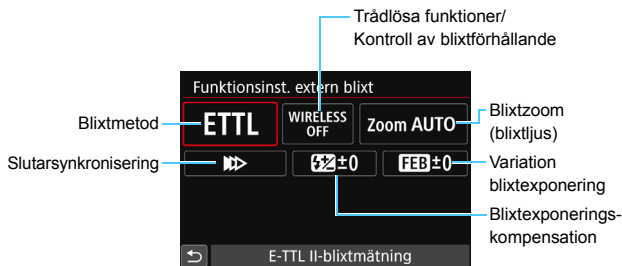 Trådlösa funktioner/
Kontroll av blixtförhållande
Funktionsinst. extern blixt
Blixtmetod
ETTL
WIRELESS
OFF
Zoom AUTO
Blixtzoom
(blixtljus)
Slutarsynkronisering
±0
FEB±0
Variation
blixtexponering
Blixtexponerings-
kompensation
E-TTL II-blixtmätning